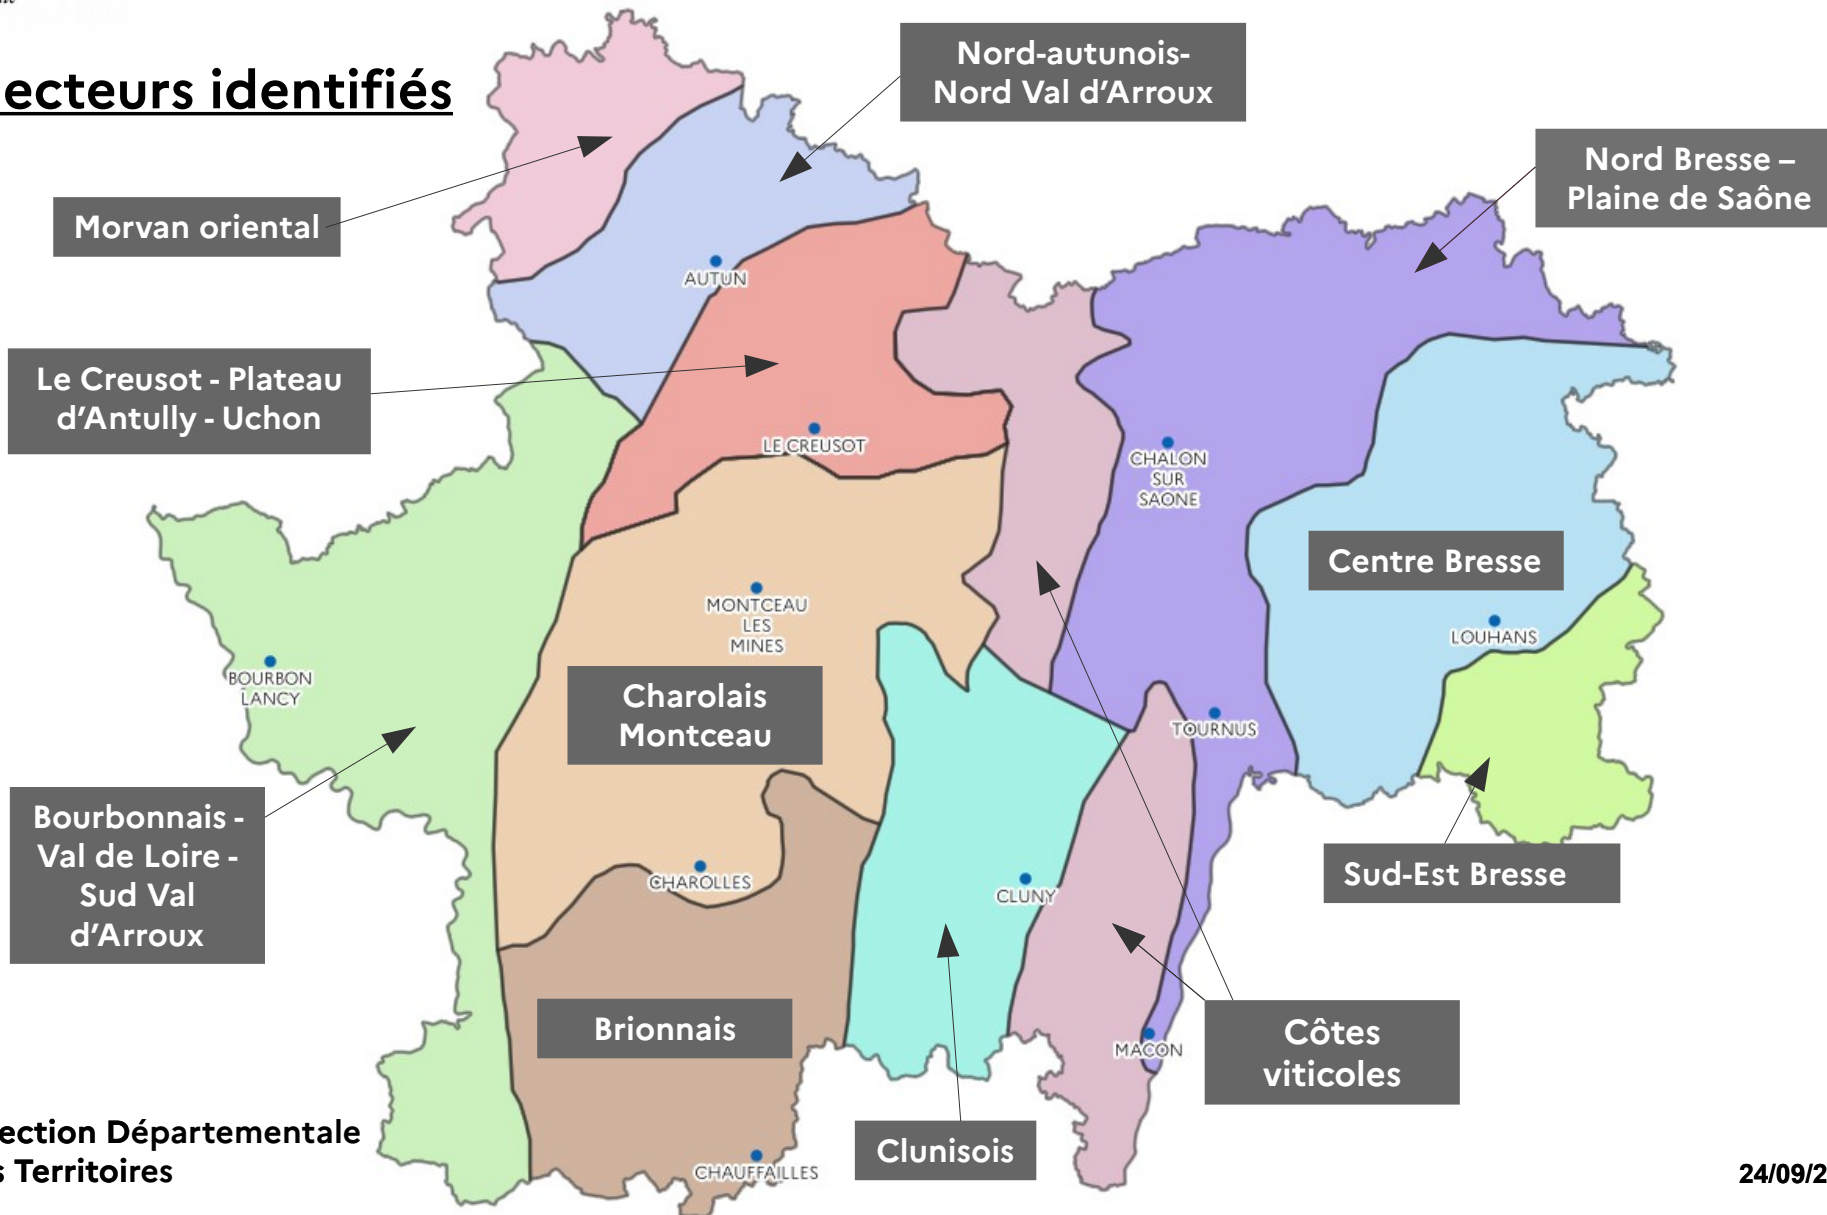 ecteurs identifiés
Nord-autunois-
Nord Val d'Arroux
Nord Bresse –
Plaine de Saône
Morvan oriental
AUTUN
Le Creusot - Plateau
d'Antully - Uchon
LE CREUSOT
CHALON
SUR
SAONE
Centre Bresse
MONTCEAU
LES
MINES
LOUHANS
BOURBON
LANCY
Charolais
Montceau
TOURNUS
Bourbonnais -
Val de Loire -
Sud Val
d'Arroux
Sud-Est Bresse
CHAROLLES
CLUNY
Brionnais
Côtes
viticoles
MACON
ection Départementale
s Territoires
Clunisois
CHAUFFAILLES
24/09/2